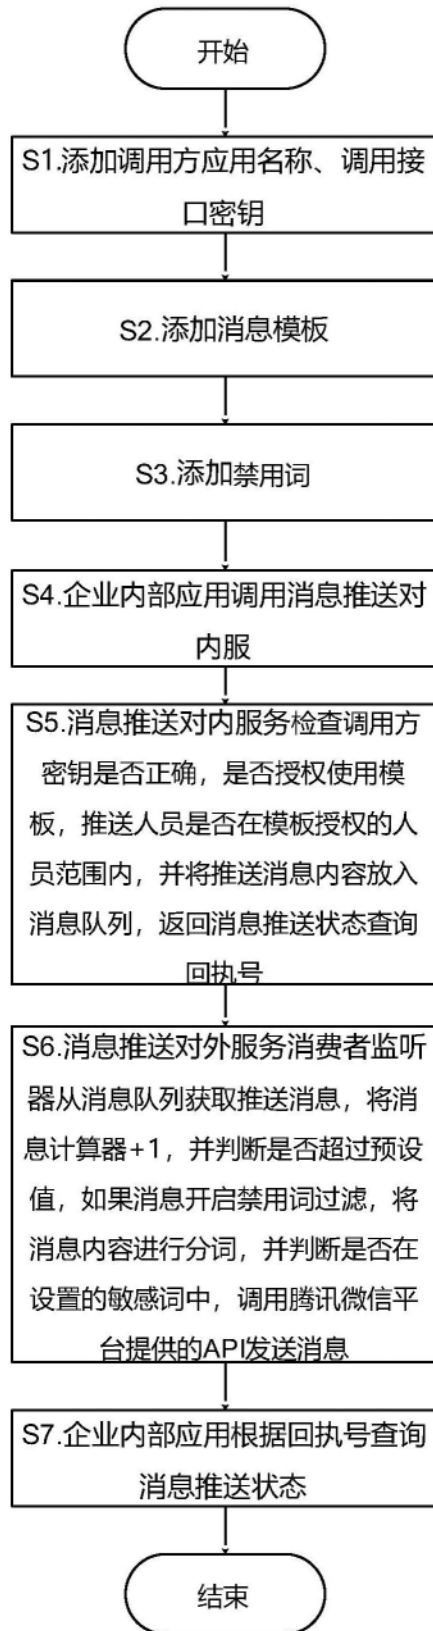 开始
S1.添加调用方应用名称、调用接
口密钥
S2.添加消息模板
S3.添加禁用词
S4.企业内部应用调用消息推送对
内服
S5.消息推送对内服务检查调用方
密钥是否正确，是否授权使用模
板，推送人员是否在模板授权的人
员范围内，并将推送消息内容放入
消息队列，返回消息推送状态查询
回执号
S6.消息推送对外服务消费者监听
器从消息队列获取推送消息，将消
息计算器+1，并判断是否超过预设
值，如果消息开启禁用词过滤，将
消息内容进行分词，并判断是否在
设置的敏感词中，调用腾讯微信平
台提供的API发送消息
S7.企业内部应用根据回执号查询
消息推送状态
结束